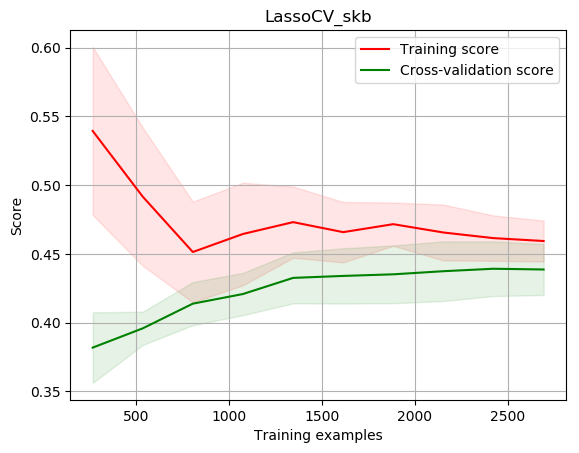 LassoCV_skb
Training score
Cross-validation score
Score
0.60
0.55
0.50
0.45
0.40
0.35
500
1000
1500
2000
2500
Training examples